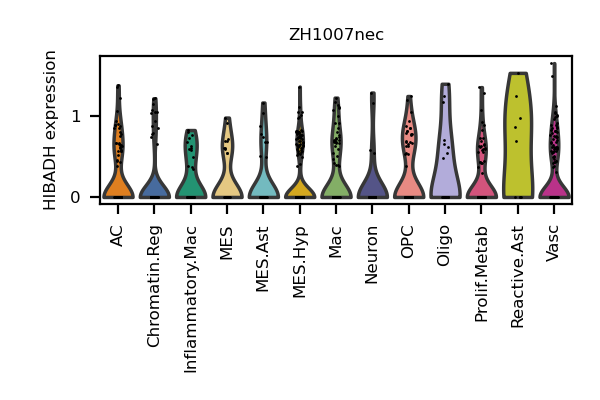 ZH1007nec
HIBADH expression
1
0
AC
Chromatin.Reg
Inflammatory.Mac
MES
MES.Ast
MES.Hyp
Mac
Neuron
OPC
Oligo
Prolif.Metab
Reactive.Ast
Vasc